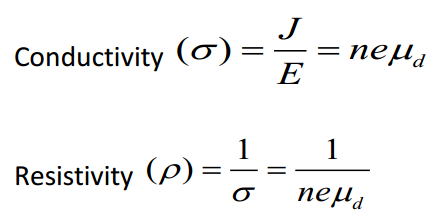 Conductivity (σ) = J/E = neμ_d
Resistivity (ρ) = 1/σ = 1/neμ_d